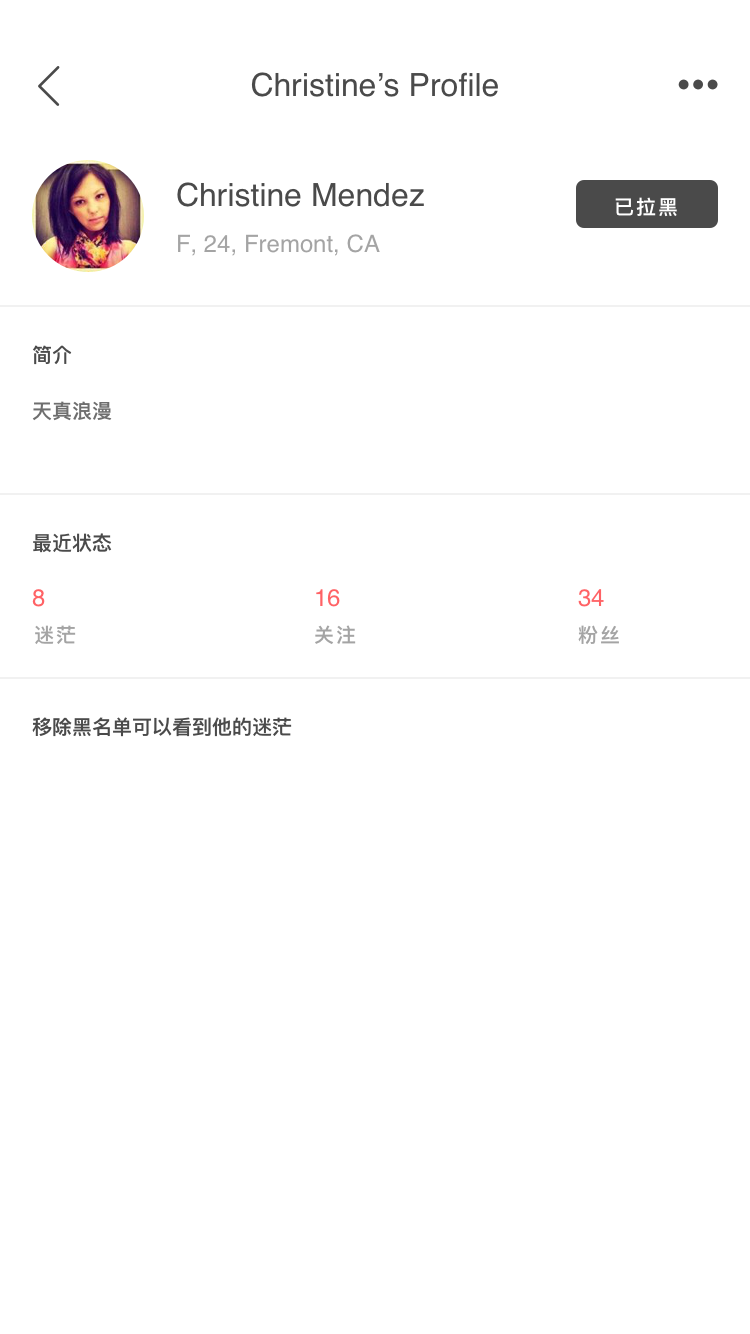 Christine’s Profile
Christine Mendez
已拉黑
F, 24, Fremont, CA
简介
天真浪漫
最近状态
8
16
34
迷茫
关注
粉丝
移除黑名单可以看到他的迷茫